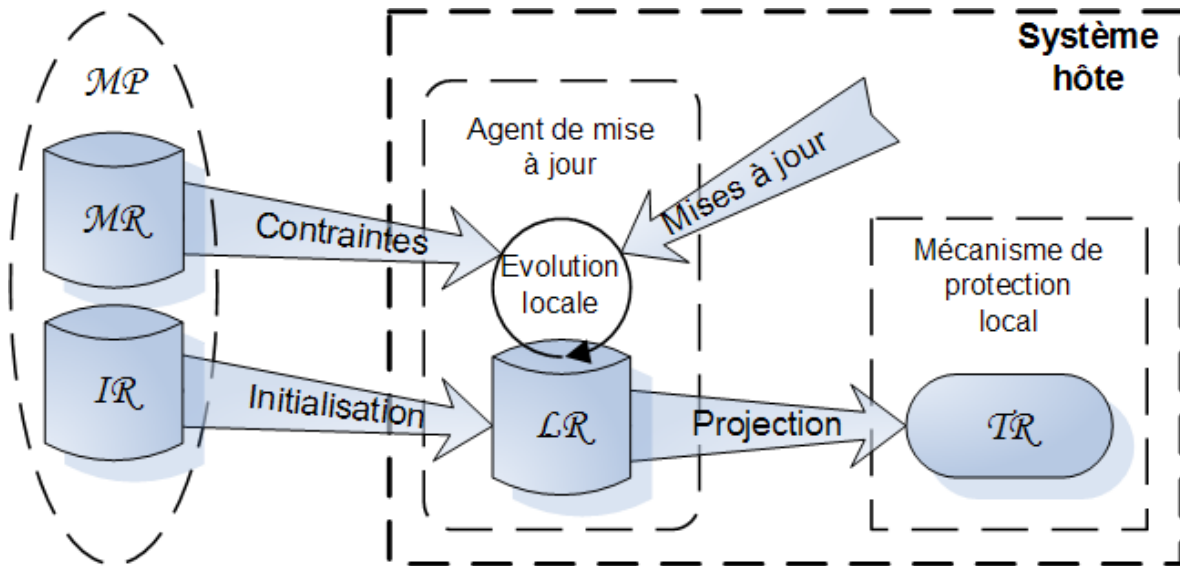 Système
hôte
MP
Agent de mise
à jour
Mises à jour
MR
Contraintes
Evolution
locale
Mécanisme de
protection
local
IR
Initialisation
LR
Projection
TR